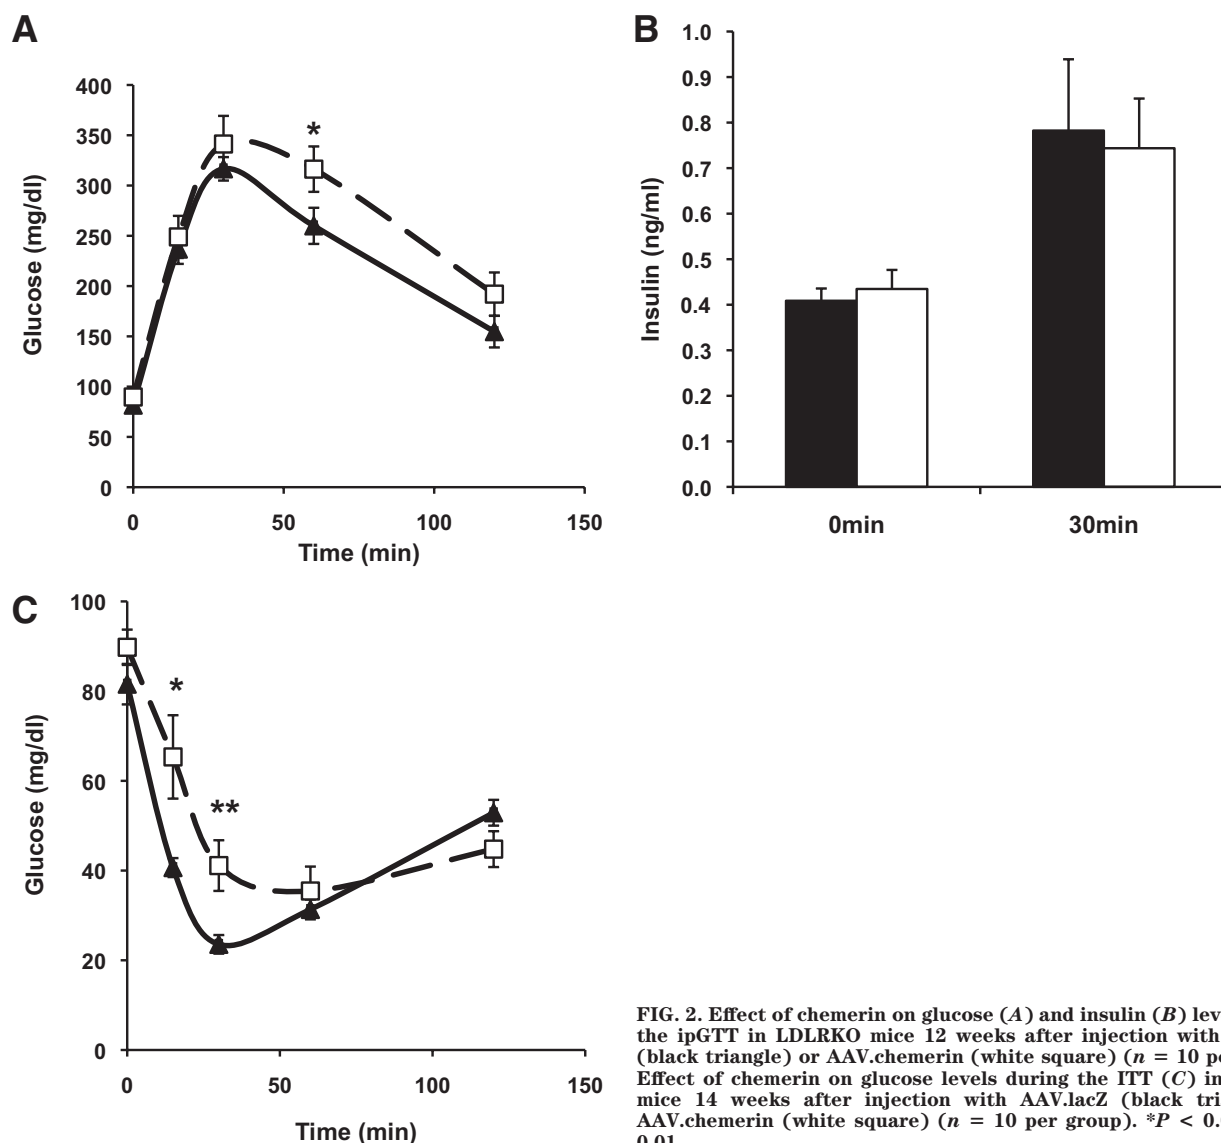 A
400
350
300
250
200
150
100
50
0
Glucose (mg/dl)
*
0
50
100
150
Time (min)
B
1.0
0.9
0.8
0.7
0.6
0.5
0.4
0.3
0.2
0.1
0.0
Insulin (ng/ml)
0min
30min
C
100
80
60
40
20
0
Glucose (mg/dl)
*
**
0
50
100
150
Time (min)
FIG. 2. Effect of chemerin on glucose (A) and insulin (B) lev
the ipGTT in LDLRKO mice 12 weeks after injection with
(black triangle) or AAV.chemerin (white square) (n = 10 pe
Effect of chemerin on glucose levels during the ITT (C) in
mice 14 weeks after injection with AAV.lacZ (black tri
AAV.chemerin (white square) (n = 10 per group). *P < 0.
0.01